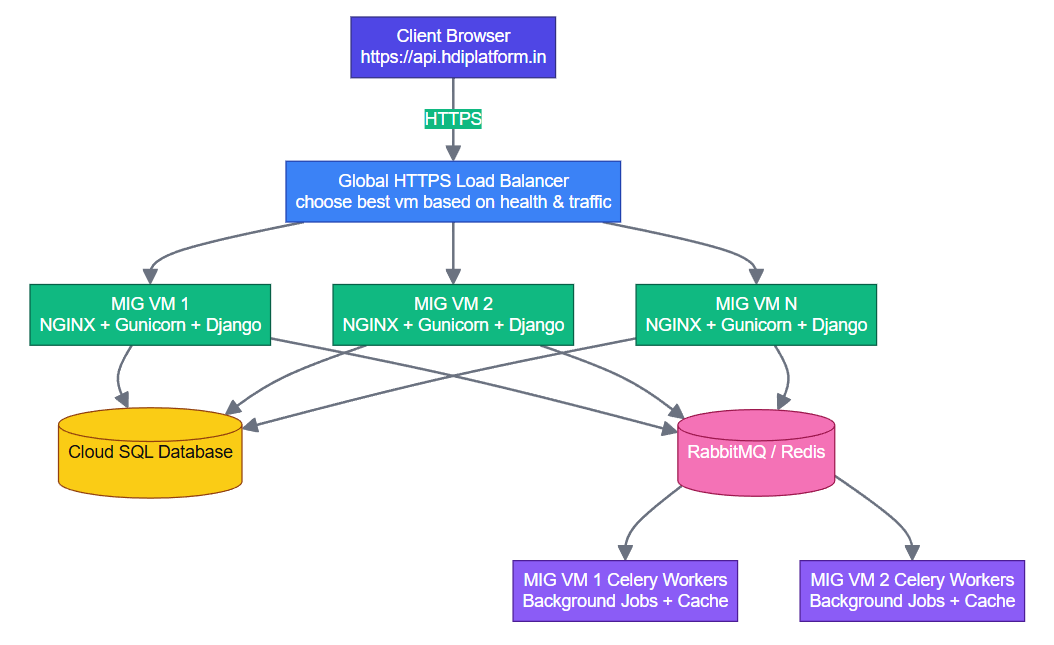 Client Browser
https://api.hdiplatform.in
HTTPS
Global HTTPS Load Balancer
choose best vm based on health & traffic
MIG VM 1
NGINX + Gunicorn + Django
MIG VM 2
NGINX + Gunicorn + Django
MIG VM N
NGINX + Gunicorn + Django
Cloud SQL Database
RabbitMQ / Redis
MIG VM 1 Celery Workers
Background Jobs + Cache
MIG VM 2 Celery Workers
Background Jobs + Cache